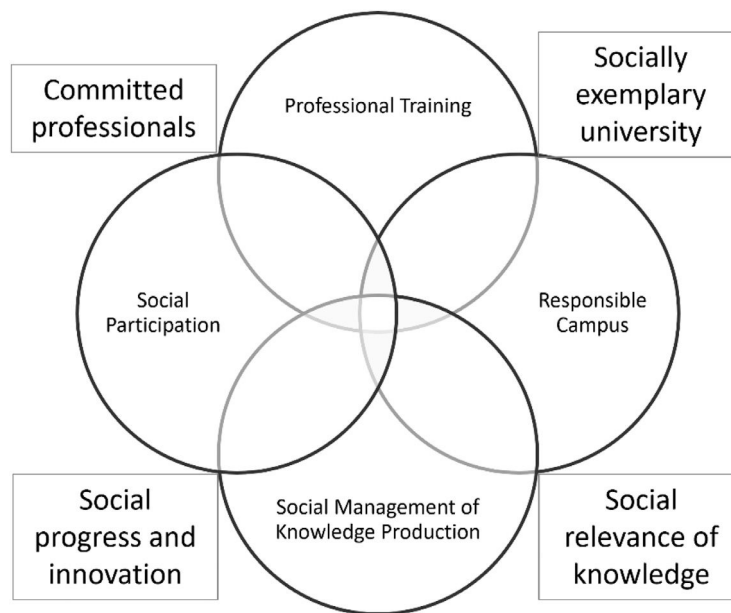 Committed
professionals
Professional Training
Socially
exemplary
university
Social
Participation
Responsible
Campus
Social
progress and
innovation
Social Management of
Knowledge Production
Social
relevance of
knowledge